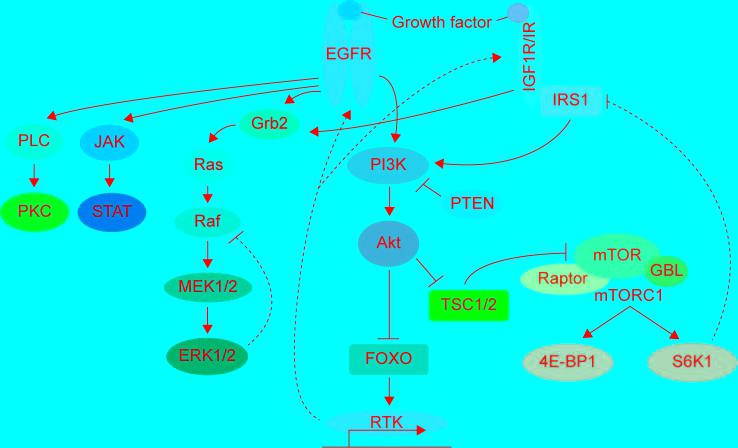 Growth factor
EGFR
IGF1R/IR
IRS1
Grb2
PLC
JAK
Ras
PI3K
PKC
STAT
Raf
PTEN
Akt
mTOR
GBL
Raptor
MEK1/2
mTORC1
TSC1/2
ERK1/2
FOXO
4E-BP1
S6K1
RTK